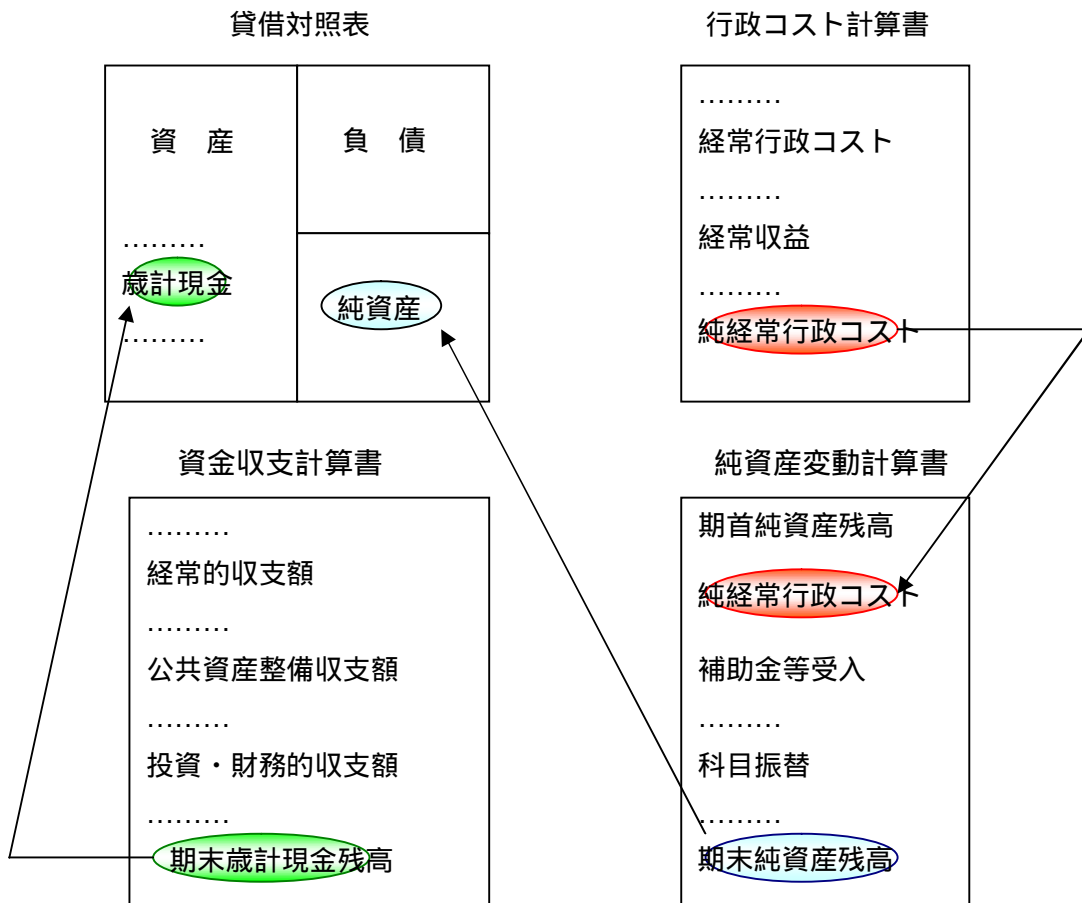 貸借対照表
資　産
負　債
………
歳計現金
………
純資産
行政コスト計算書
………
経常行政コスト
………
経常収益
………
純経常行政コスト
資金収支計算書
………
経常的収支額
………
公共資産整備収支額
………
投資・財務的収支額
………
期末歳計現金残高
純資産変動計算書
期首純資産残高
純経常行政コスト
補助金等受入
………
科目振替
………
期末純資産残高